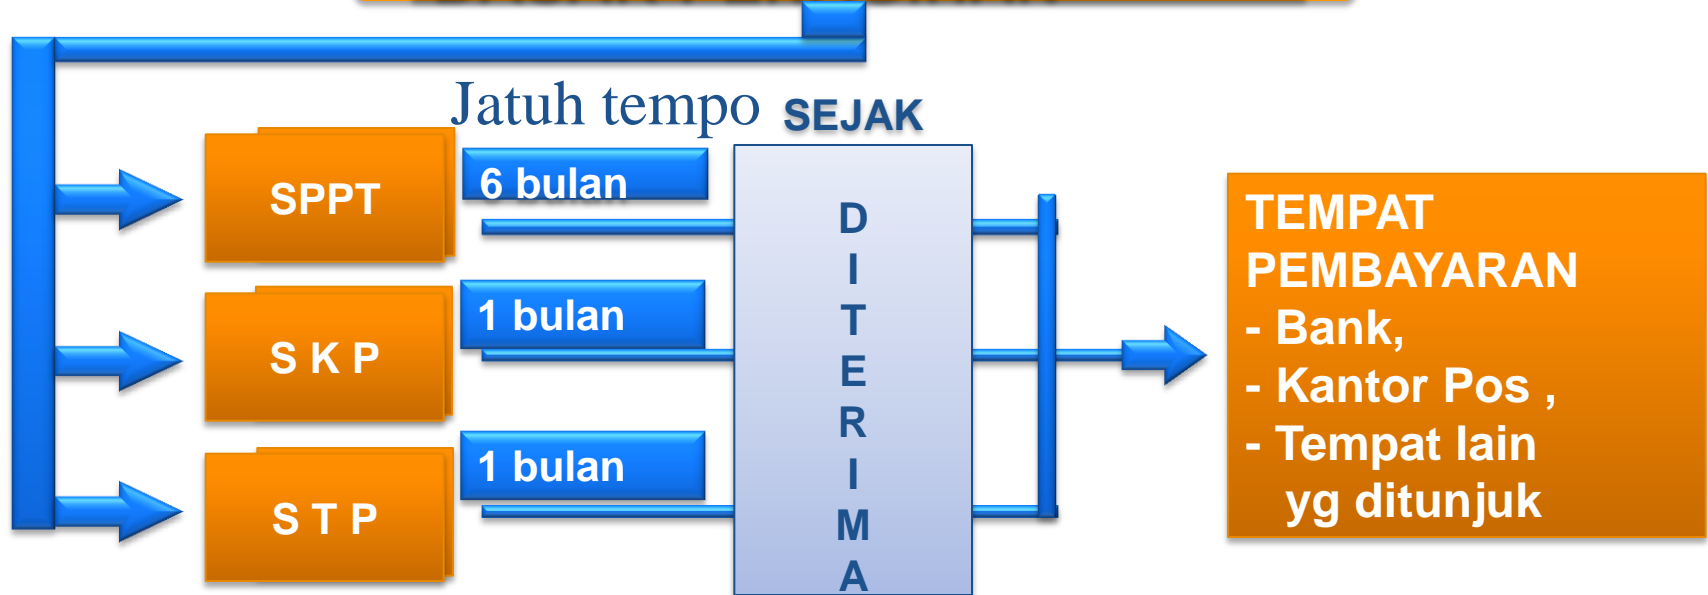 Jatuh tempo
SEJAK
SPPT
6 bulan
S K P
1 bulan
S T P
1 bulan
D
I
T
E
R
I
M
A
TEMPAT
PEMBAYARAN
- Bank,
- Kantor Pos ,
- Tempat lain
yg ditunjuk